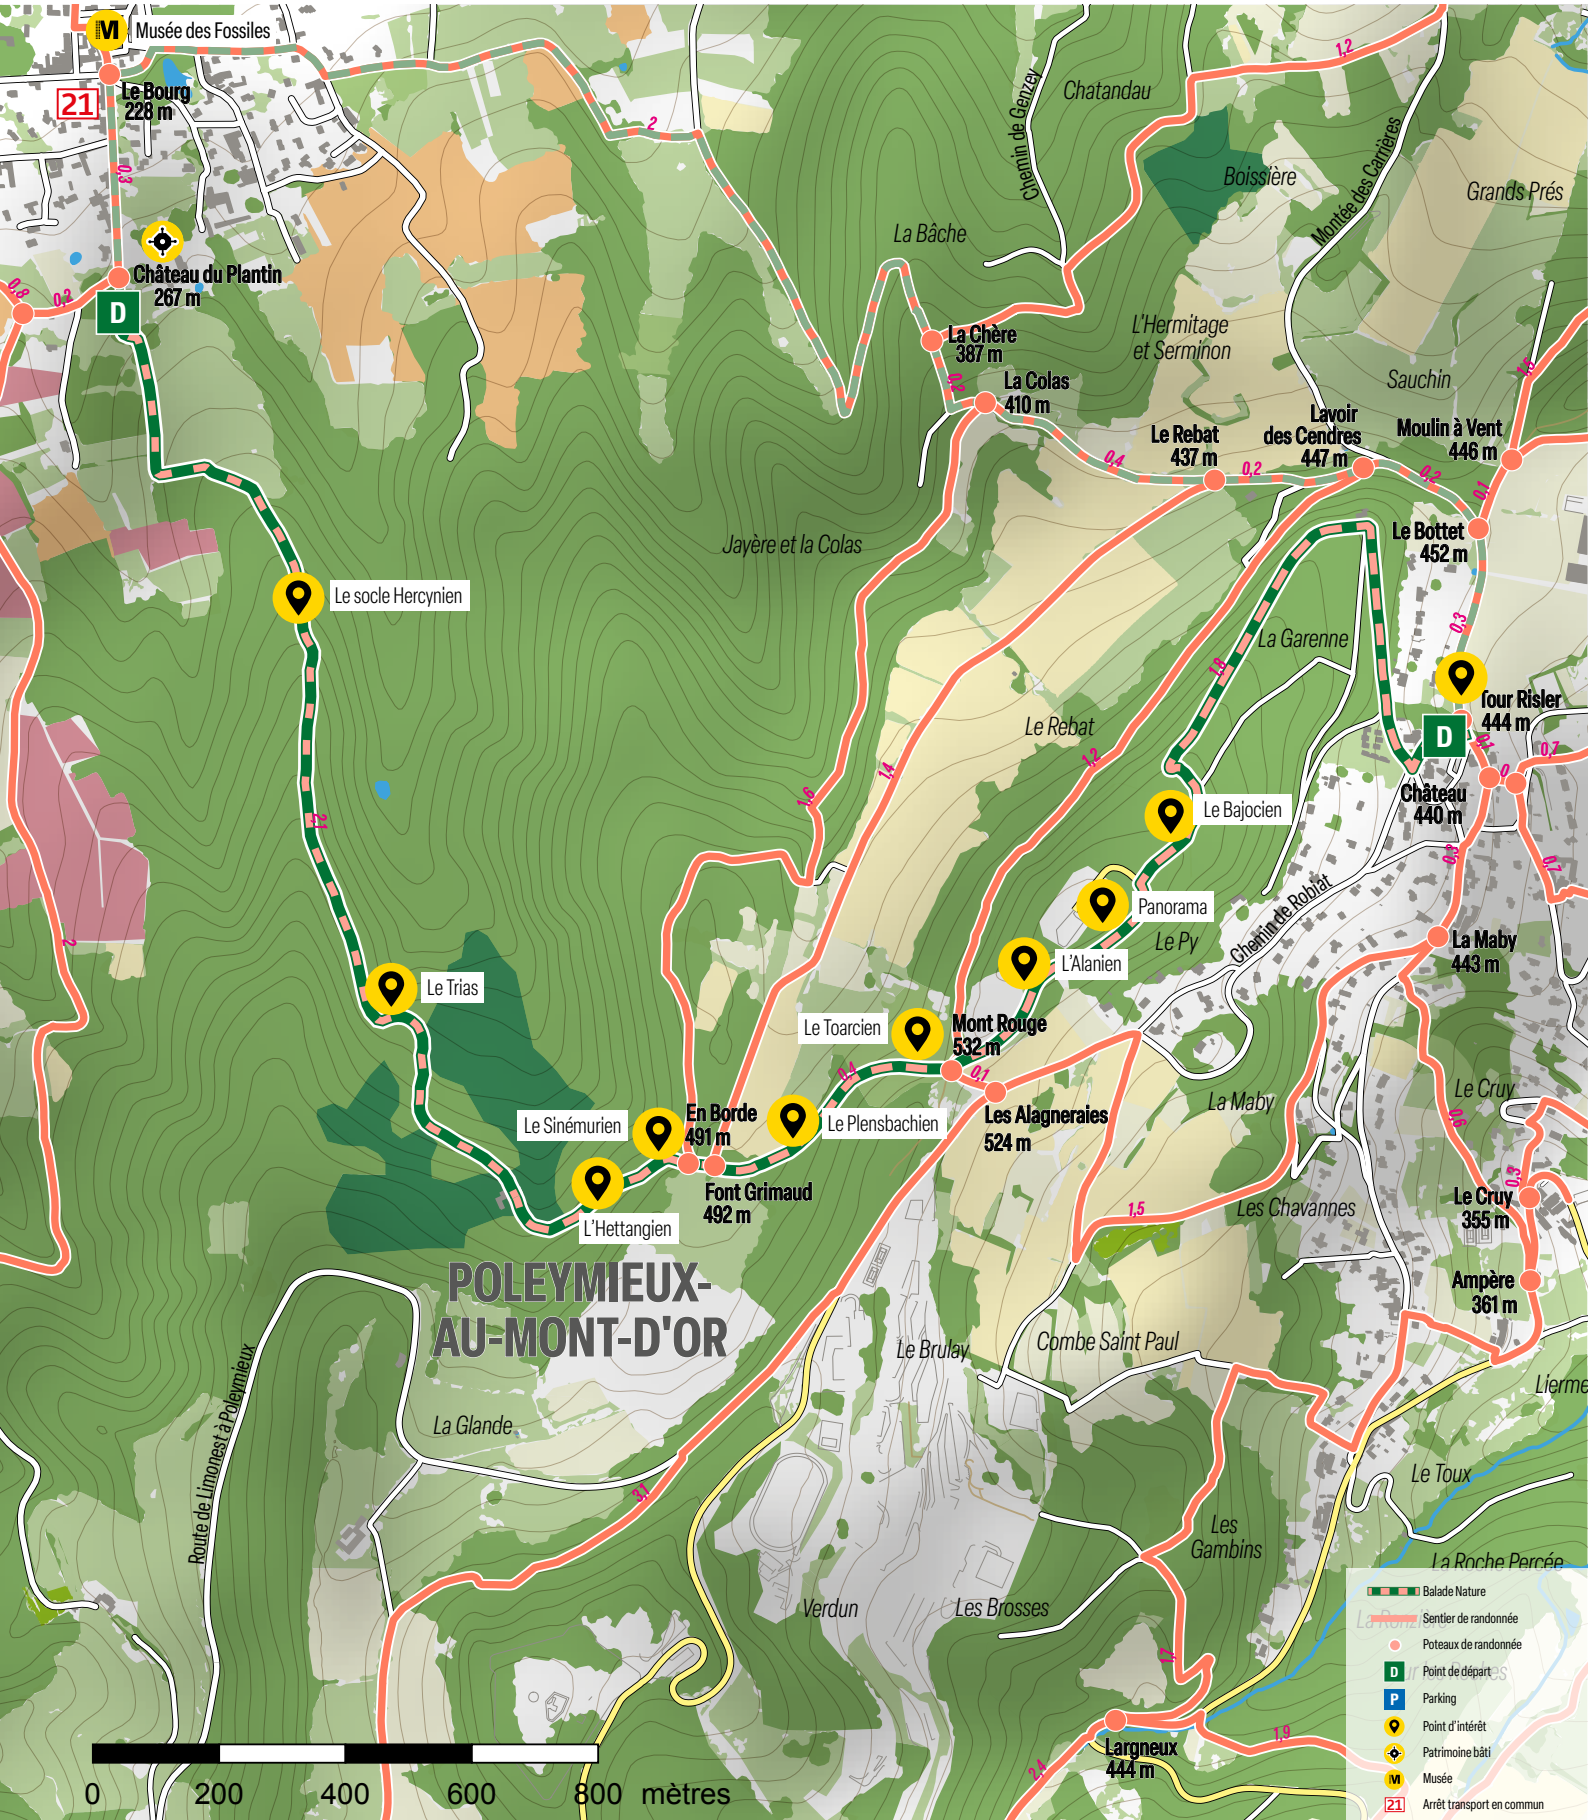 M Musée des Fossiles
Le Bourg
228 m
21
0,3
2
1,2
Chemin de Genzey
Chatandau
Boissière
Montée des Carrières
Grands Prés
La Bâche
Château du Plantin
267 m
0,8
0,2
D
La Chère
387 m
0,2
La Colas
410 m
L'Hermitage
et Serminon
Sauchin
1,5
Lavoir
des Cendres
447 m
Moulin à Vent
446 m
Le Rebat
437 m
0,4
0,2
0,2
0,1
Le Bottet
452 m
Jayère et la Colas
Le socle Hercynien
0,3
La Garenne
1,8
Tour Risler
444 m
D
0,1
0,7
0
Le Rebat
1,2
1,4
1,6
Château
440 m
Le Bajocien
2,1
0,3
0,7
Chemin de Robiat
Panorama
Le Py
La Maby
443 m
2
L'Alanien
Le Trias
Le Toarcien
Mont Rouge
532 m
0,4
0,1
Les Alagneraies
524 m
La Maby
Le Cruy
0,6
En Borde
491 m
Le Sinémurien
Le Plensbachien
Font Grimaud
492 m
L'Hettangien
1,5
Les Chavannes
0,3
Le Cruy
355 m
Ampère
361 m
POLEYMIEUX-
AU-MONT-D'OR
Le Brulay
Combe Saint Paul
Lierme
Route de Limonest à Poleymieux
La Glande
3,1
Le Toux
Les
Gambins
La Roche Percée
Verdun
Les Brosses
1,7
Largneux
444 m
1,9
2,4
0 200 400 600 800 mètres
Balade Nature
Sentier de randonnée
Poteaux de randonnée
D Point de départ
P Parking
Point d'intérêt
Patrimoine bâti
M Musée
21 Arrêt transport en commun